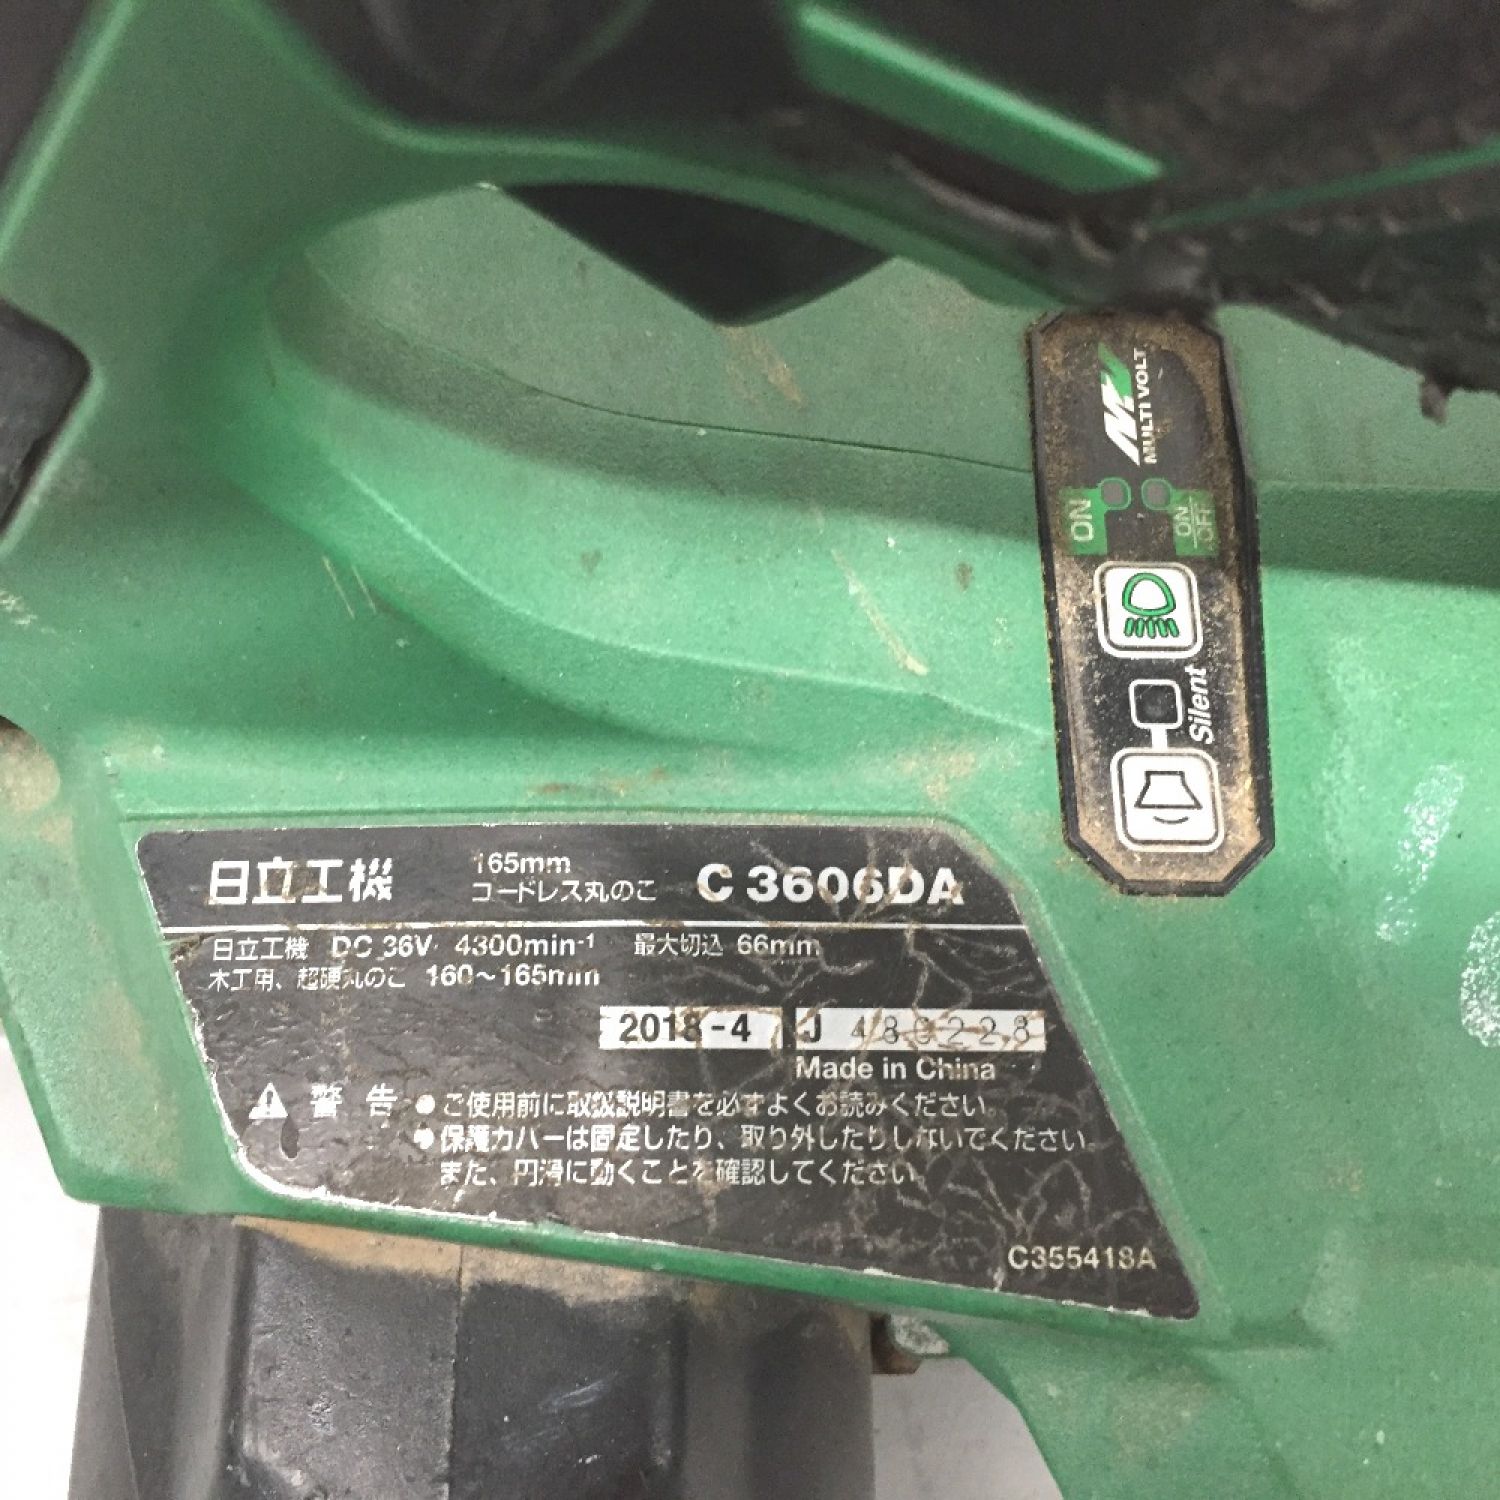 MULTI VOLT
ON
ON
OFF
Silent
日立工機
165mm
コードレス丸のこ
C 3606DA
日立工機 DC 36V 4300min⁻¹ 最大切込 66mm
木工用、超硬丸のこ 160～165mm
2018-4
Made in China
警告 ●ご使用前に取扱説明書を必ずよくお読みください。
●保護カバーは固定したり、取り外したりしないでください。
また、円滑に動くことを確認してください。
C355418A